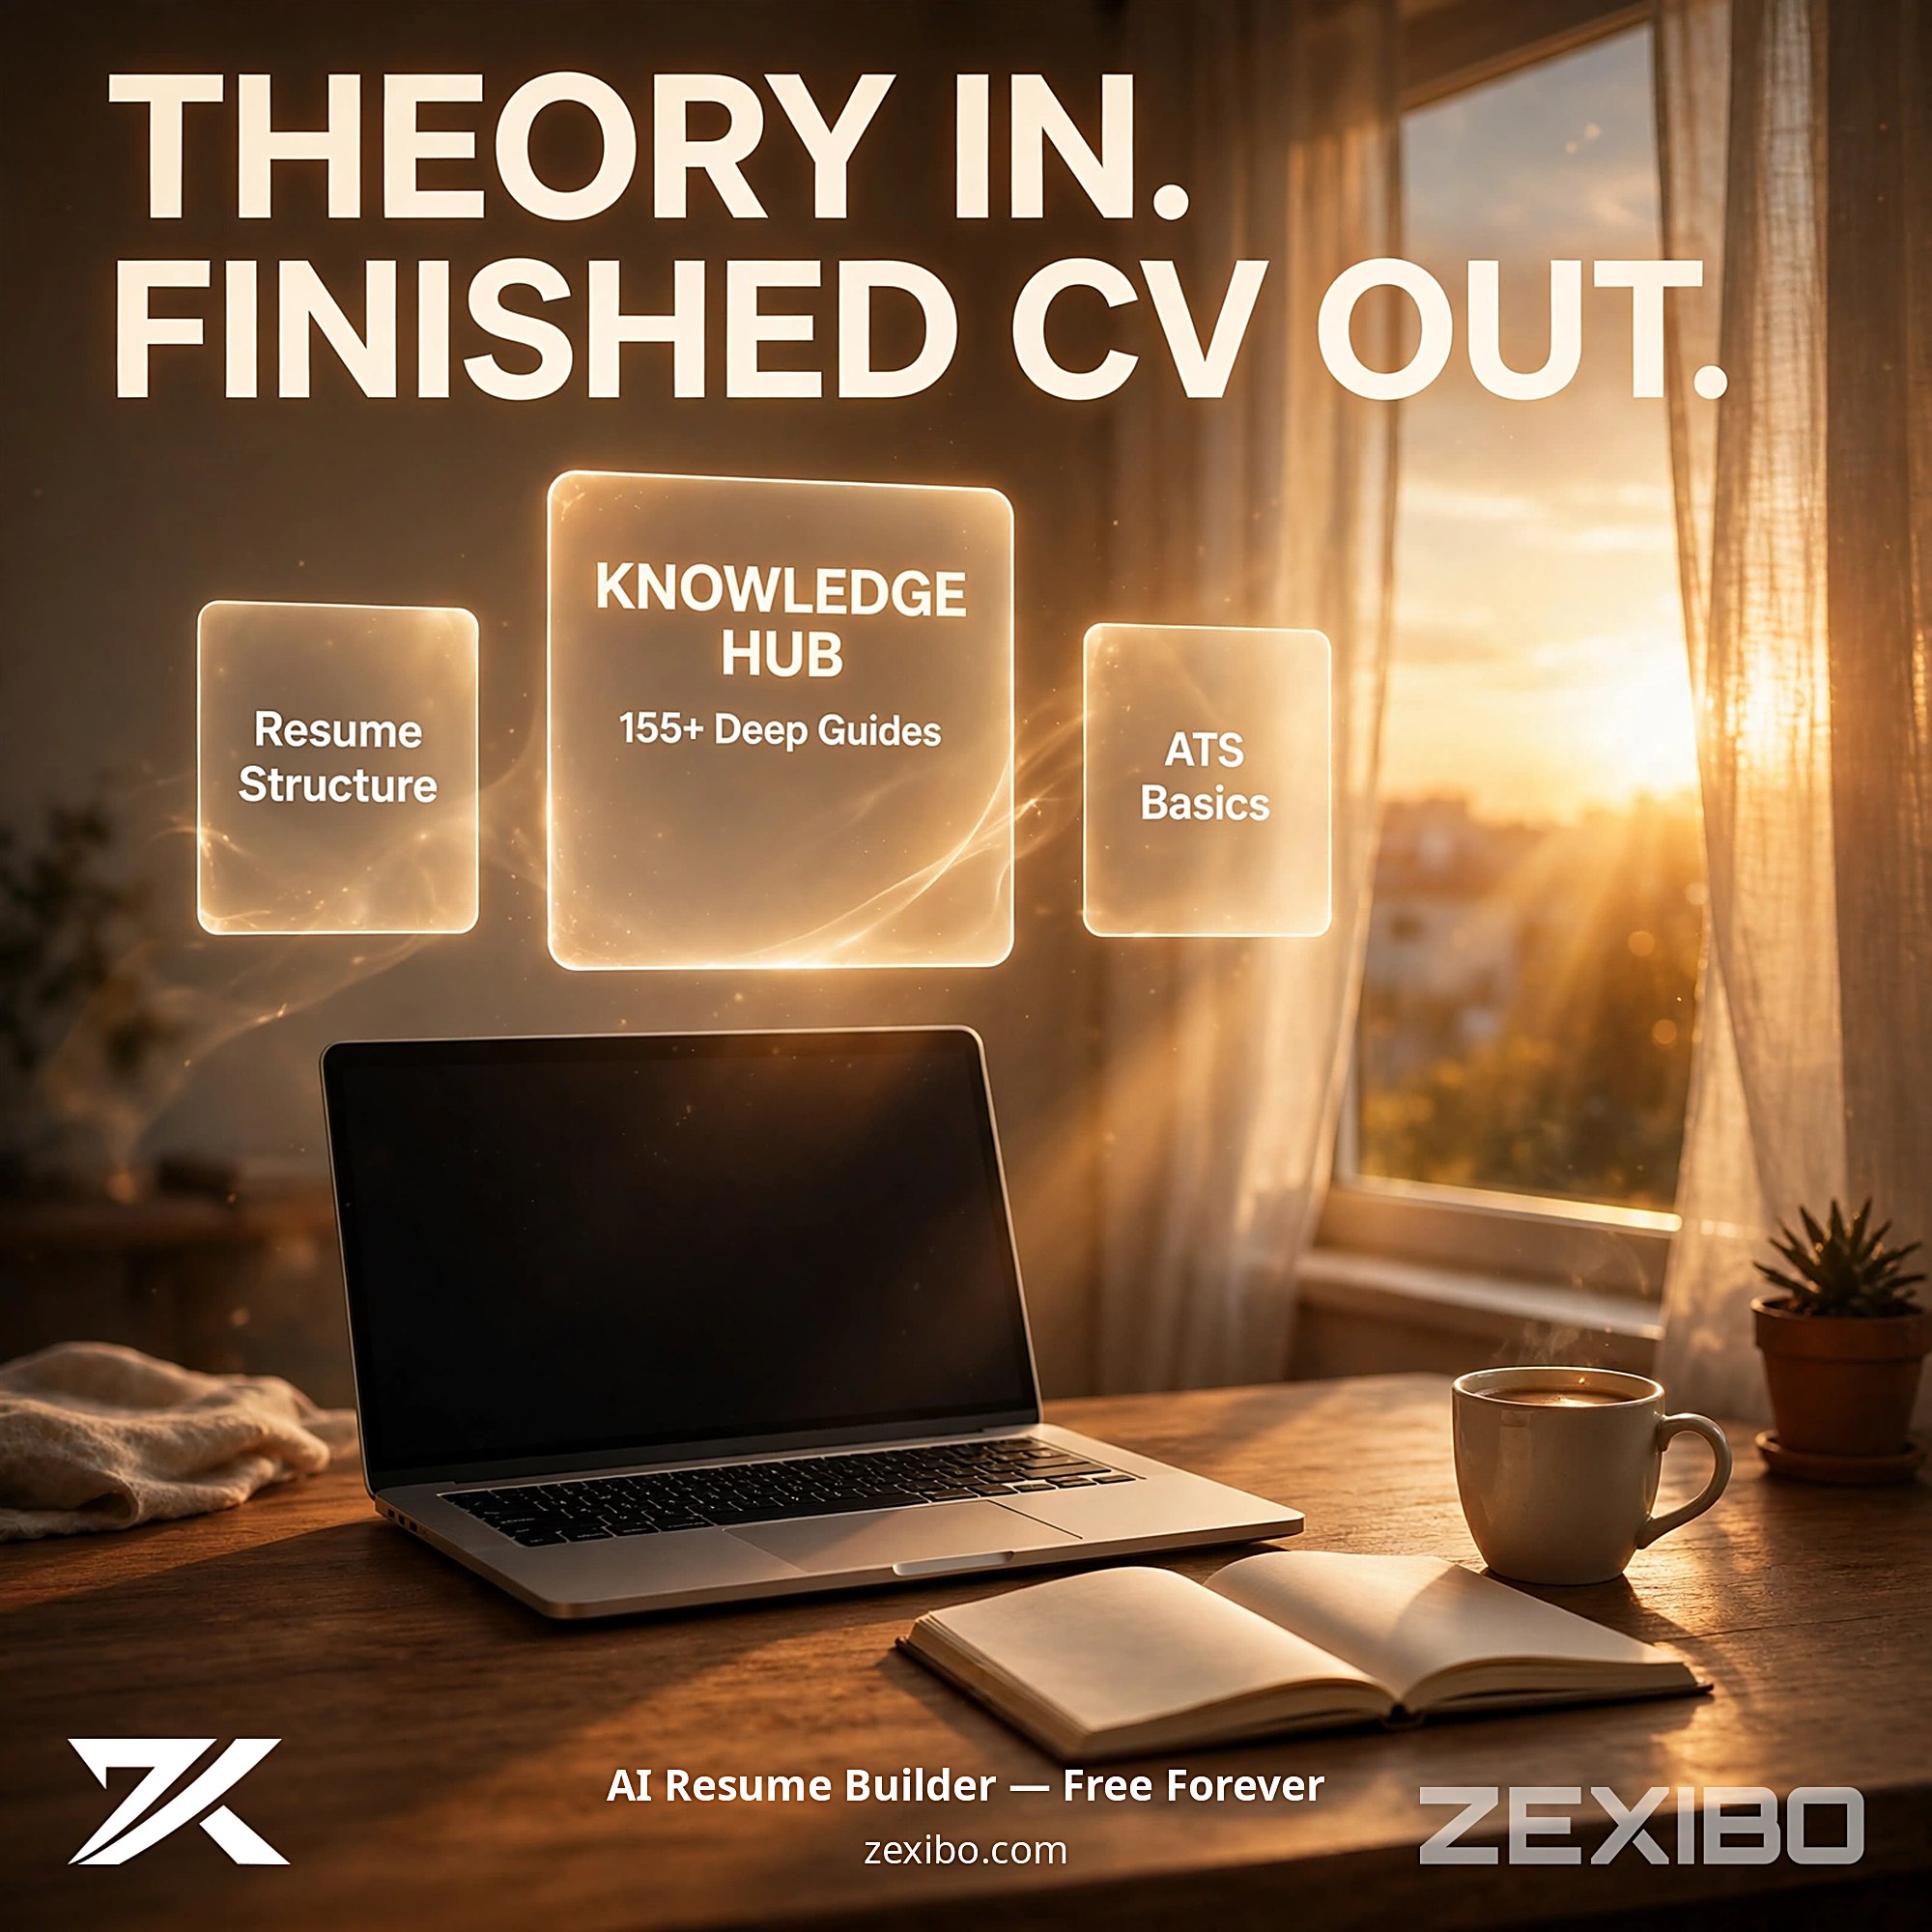 THEORY IN.
FINISHED CV OUT.
KNOWLEDGE
HUB
155+ Deep Guides
Resume
Structure
ATS
Basics
AI Resume Builder — Free Forever
zexibo.com
ZEXIBO